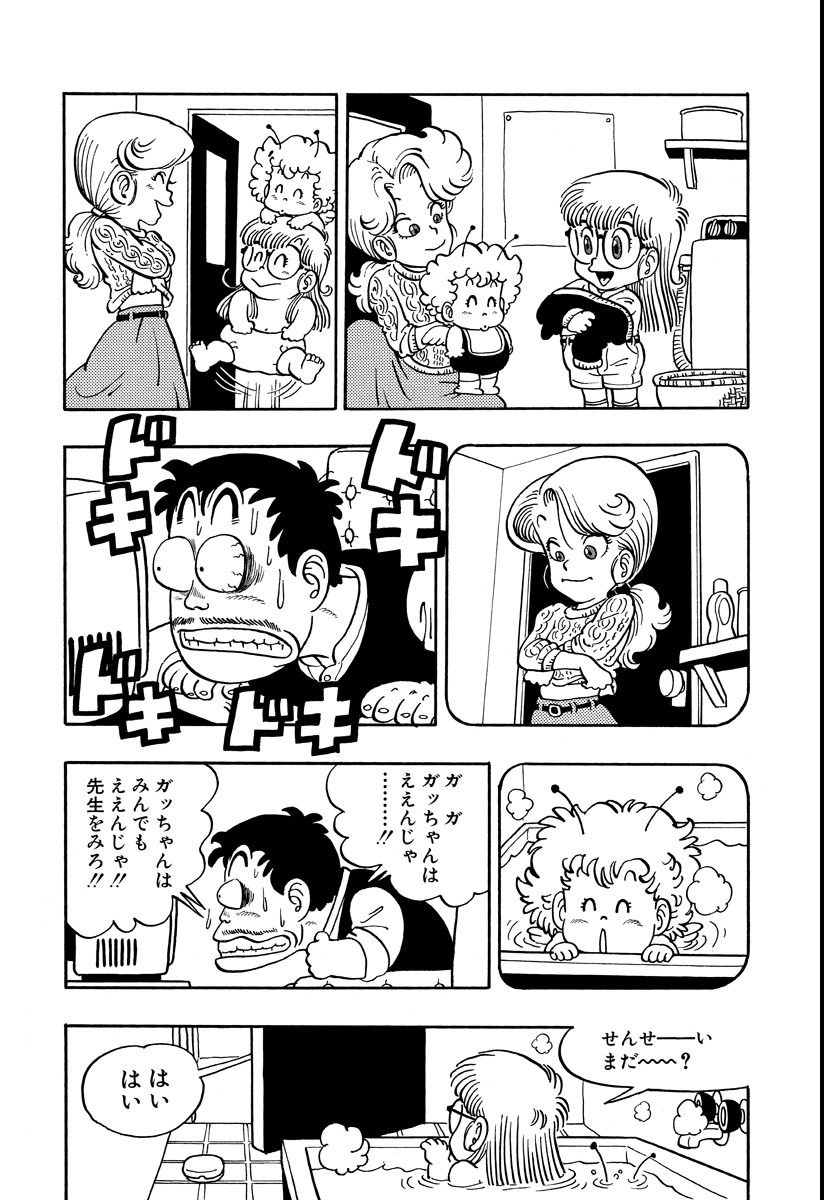 ドキ
ドキ
ドキ
ドキ
ガ ガ
ガッちゃんは
ええんじゃ
………!!
ガッちゃんは
みんでも
ええんじゃ!!
先生をみろ!!
せんせ――い
まだ〜〜?
はい
はい